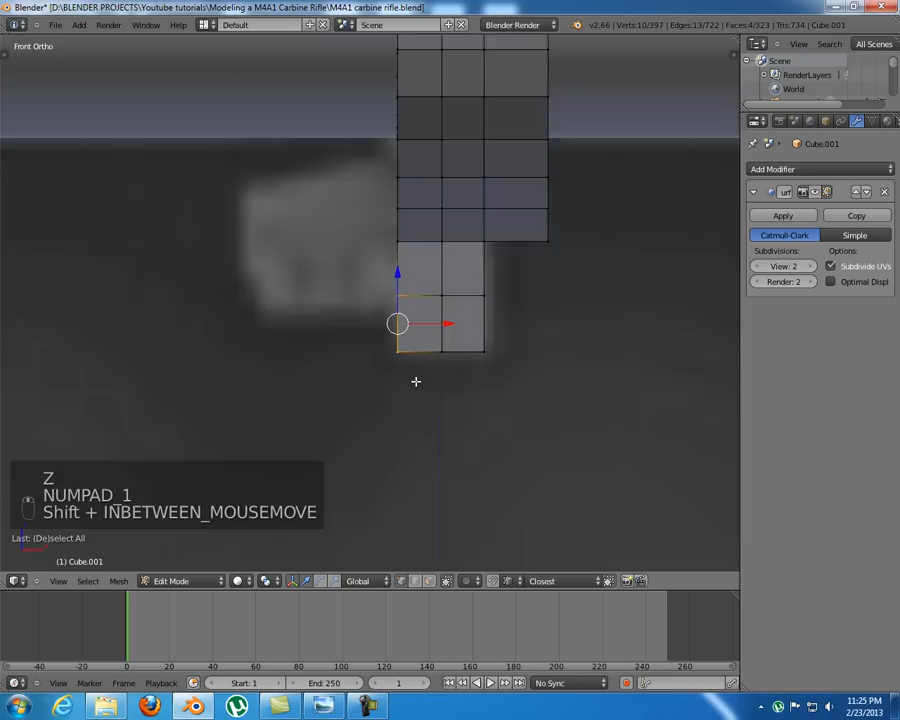 Blender* [D:\BLENDER PROJECTS\Youtube tutorials\Modeling a M4A1 Carbine Rifle\M4A1 carbine rifle.blend]
File Add Render Window Help Default Scene Blender Render v2.66 | Verts:10/397 | Edges:13/722 | Faces:4/323 | Tris:734 | Cube.001
Front Ortho
View Search All Scenes
Scene
RenderLayers
World
Cube.001
Add Modifier
urf
Apply Copy
Catmull-Clark Simple
Subdivisions: Options:
View: 2 Subdivide UVs
Render: 2 Optimal Displ
Z
NUMPAD_1
Shift + INBETWEEN_MOUSEMOVE
Last: (De)select All
(1) Cube.001
View Select Mesh Edit Mode Global Closest
-40 -20 0 20 40 60 80 100 120 140 160 180 200 220 240 260
View Marker Frame Playback Start: 1 End: 250 1 No Sync
11:25 PM
2/23/2013